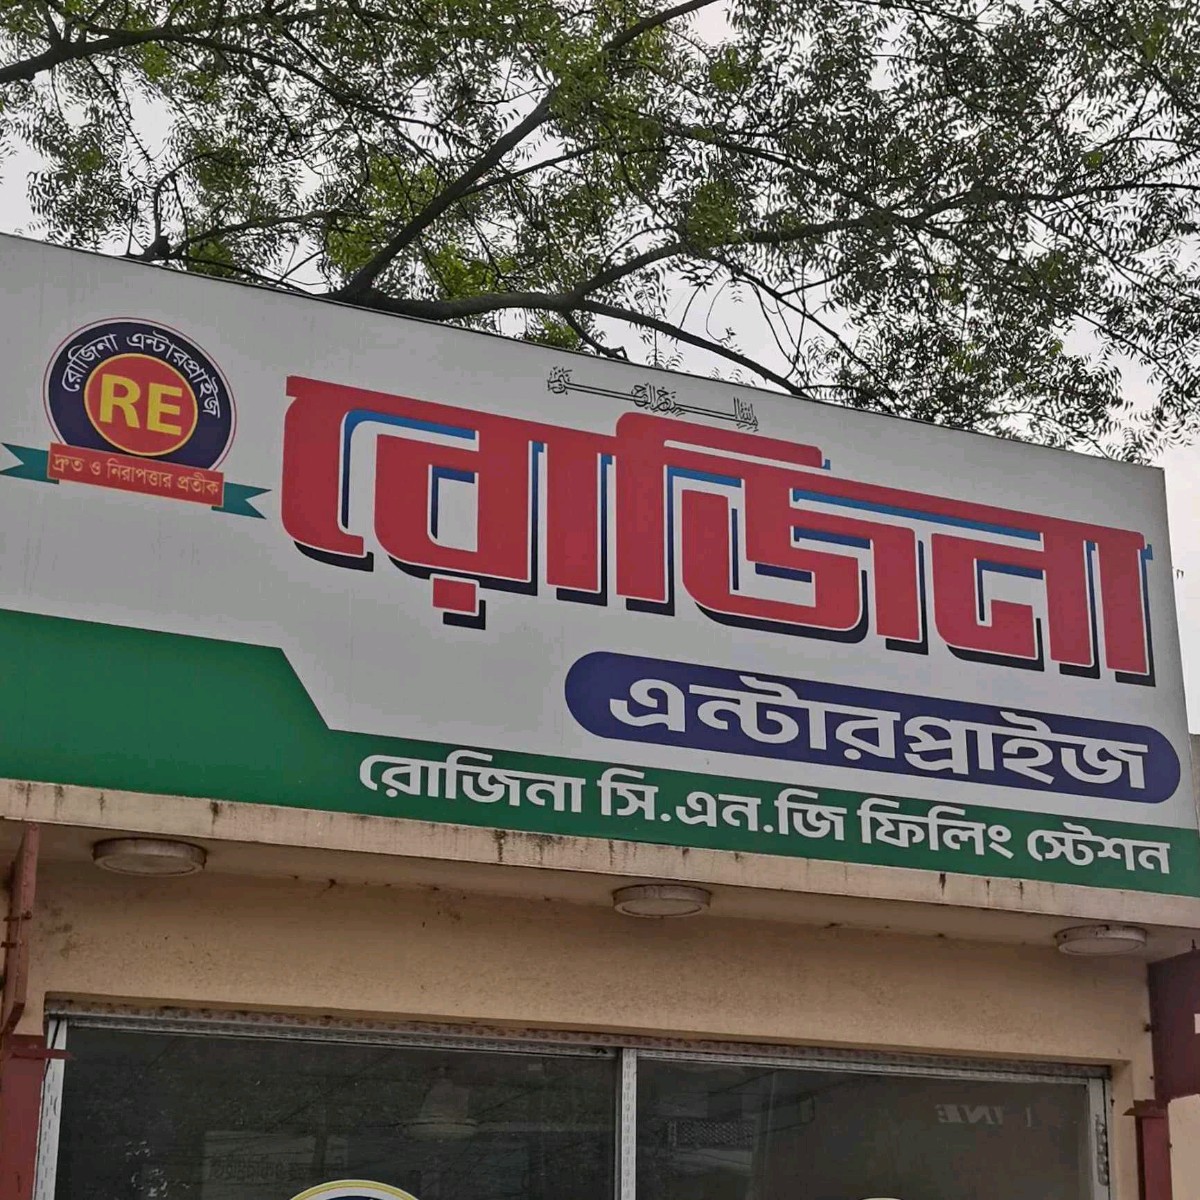 রোজিনা এন্টারপ্রাইজ
RE
দ্রুত ও নিরাপত্তার প্রতীক
রোজিনা
এন্টারপ্রাইজ
রোজিনা সি.এন.জি ফিলিং স্টেশন